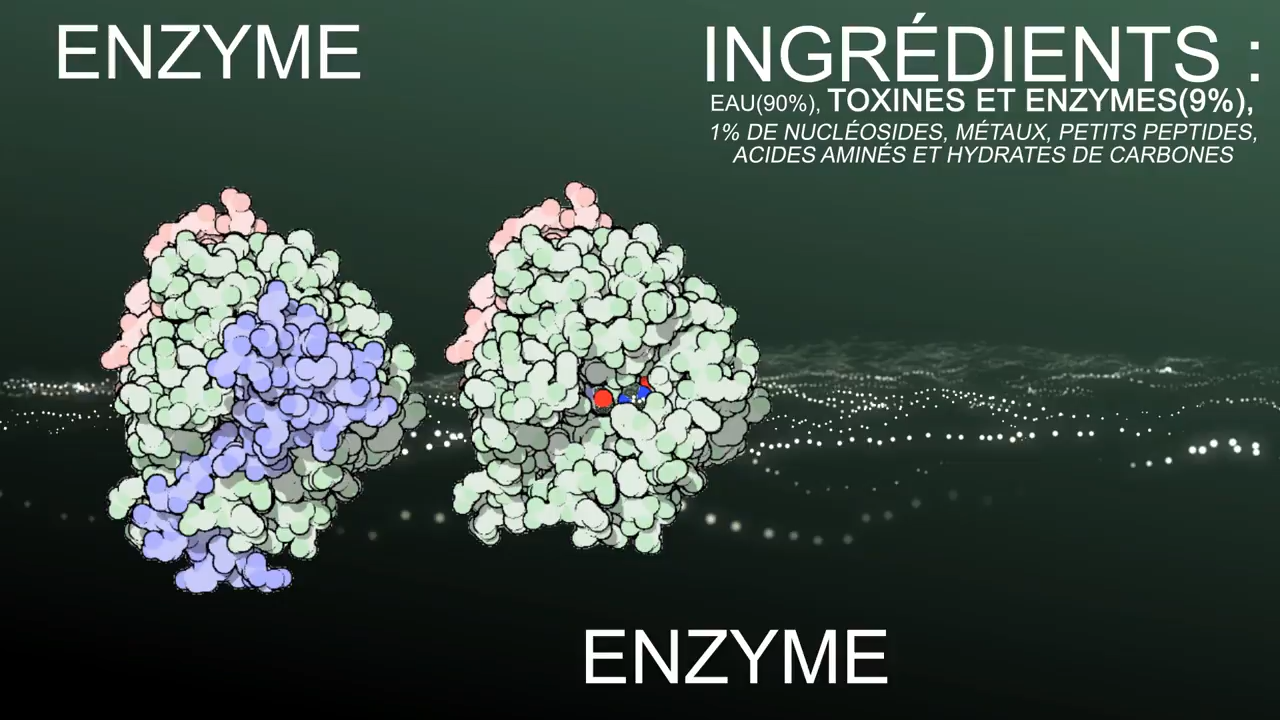 ENZYME
INGRÉDIENTS :
EAU(90%), TOXINES ET ENZYMES(9%),
1% DE NUCLÉOSIDES, MÉTAUX, PETITS PEPTIDES,
ACIDES AMINÉS ET HYDRATES DE CARBONES
ENZYME